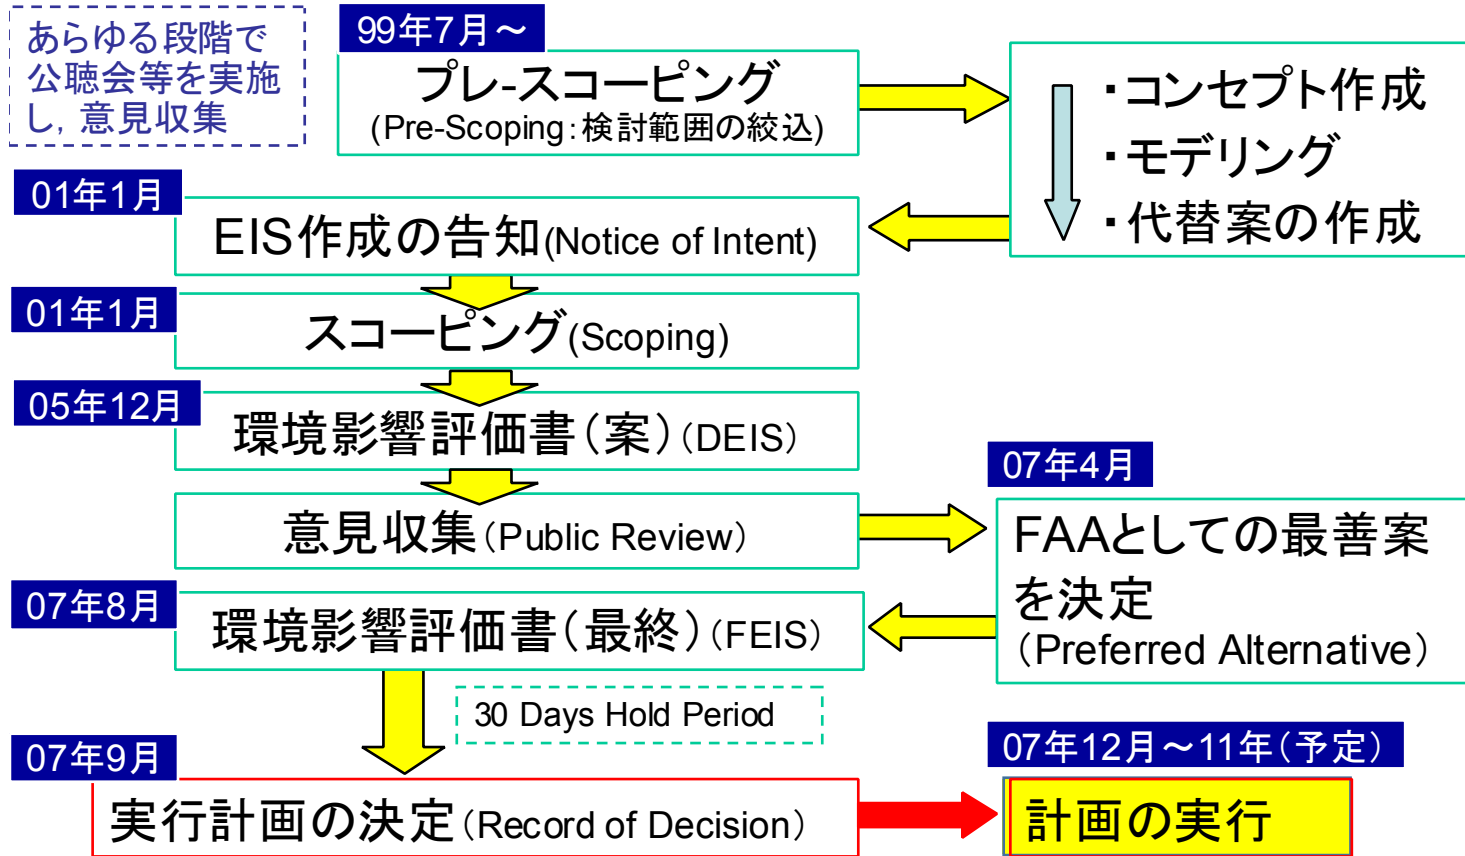 あらゆる段階で
公聴会等を実施
し, 意見収集
99年7月～
プレ-スコーピング
(Pre-Scoping:検討範囲の絞込)
・コンセプト作成
・モデリング
・代替案の作成
01年1月
EIS作成の告知(Notice of Intent)
01年1月
スコーピング(Scoping)
05年12月
環境影響評価書（案）（DEIS）
意見収集（Public Review）
07年4月
FAAとしての最善案
を決定
（Preferred Alternative）
07年8月
環境影響評価書（最終）（FEIS）
30 Days Hold Period
07年9月
実行計画の決定（Record of Decision）
07年12月～11年（予定）
計画の実行